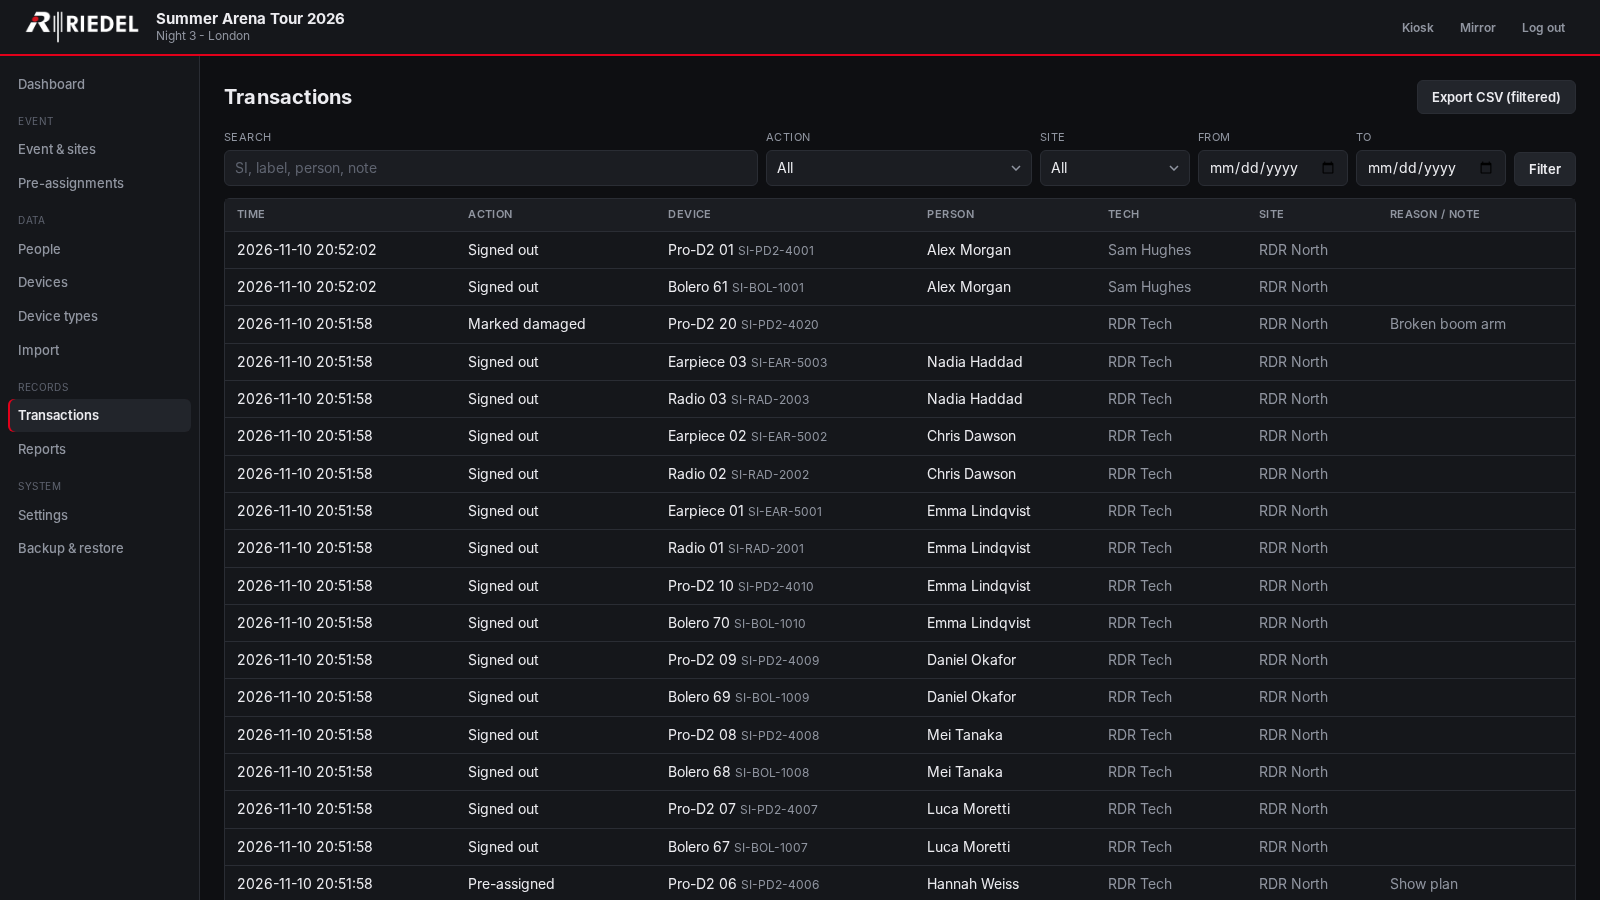 RIEDEL
Summer Arena Tour 2026
Night 3 - London
Kiosk Mirror Log out
Dashboard
EVENT
Event & sites
Pre-assignments
DATA
People
Devices
Device types
Import
RECORDS
Transactions
Reports
SYSTEM
Settings
Backup & restore
Transactions
Export CSV (filtered)
SEARCH ACTION SITE FROM TO
SI, label, person, note All All mm/dd/yyyy mm/dd/yyyy Filter
TIME ACTION DEVICE PERSON TECH SITE REASON / NOTE
2026-11-10 20:52:02 Signed out Pro-D2 01 SI-PD2-4001 Alex Morgan Sam Hughes RDR North
2026-11-10 20:52:02 Signed out Bolero 61 SI-BOL-1001 Alex Morgan Sam Hughes RDR North
2026-11-10 20:51:58 Marked damaged Pro-D2 20 SI-PD2-4020 RDR Tech RDR North Broken boom arm
2026-11-10 20:51:58 Signed out Earpiece 03 SI-EAR-5003 Nadia Haddad RDR Tech RDR North
2026-11-10 20:51:58 Signed out Radio 03 SI-RAD-2003 Nadia Haddad RDR Tech RDR North
2026-11-10 20:51:58 Signed out Earpiece 02 SI-EAR-5002 Chris Dawson RDR Tech RDR North
2026-11-10 20:51:58 Signed out Radio 02 SI-RAD-2002 Chris Dawson RDR Tech RDR North
2026-11-10 20:51:58 Signed out Earpiece 01 SI-EAR-5001 Emma Lindqvist RDR Tech RDR North
2026-11-10 20:51:58 Signed out Radio 01 SI-RAD-2001 Emma Lindqvist RDR Tech RDR North
2026-11-10 20:51:58 Signed out Pro-D2 10 SI-PD2-4010 Emma Lindqvist RDR Tech RDR North
2026-11-10 20:51:58 Signed out Bolero 70 SI-BOL-1010 Emma Lindqvist RDR Tech RDR North
2026-11-10 20:51:58 Signed out Pro-D2 09 SI-PD2-4009 Daniel Okafor RDR Tech RDR North
2026-11-10 20:51:58 Signed out Bolero 69 SI-BOL-1009 Daniel Okafor RDR Tech RDR North
2026-11-10 20:51:58 Signed out Pro-D2 08 SI-PD2-4008 Mei Tanaka RDR Tech RDR North
2026-11-10 20:51:58 Signed out Bolero 68 SI-BOL-1008 Mei Tanaka RDR Tech RDR North
2026-11-10 20:51:58 Signed out Pro-D2 07 SI-PD2-4007 Luca Moretti RDR Tech RDR North
2026-11-10 20:51:58 Signed out Bolero 67 SI-BOL-1007 Luca Moretti RDR Tech RDR North
2026-11-10 20:51:58 Pre-assigned Pro-D2 06 SI-PD2-4006 Hannah Weiss RDR Tech RDR North Show plan